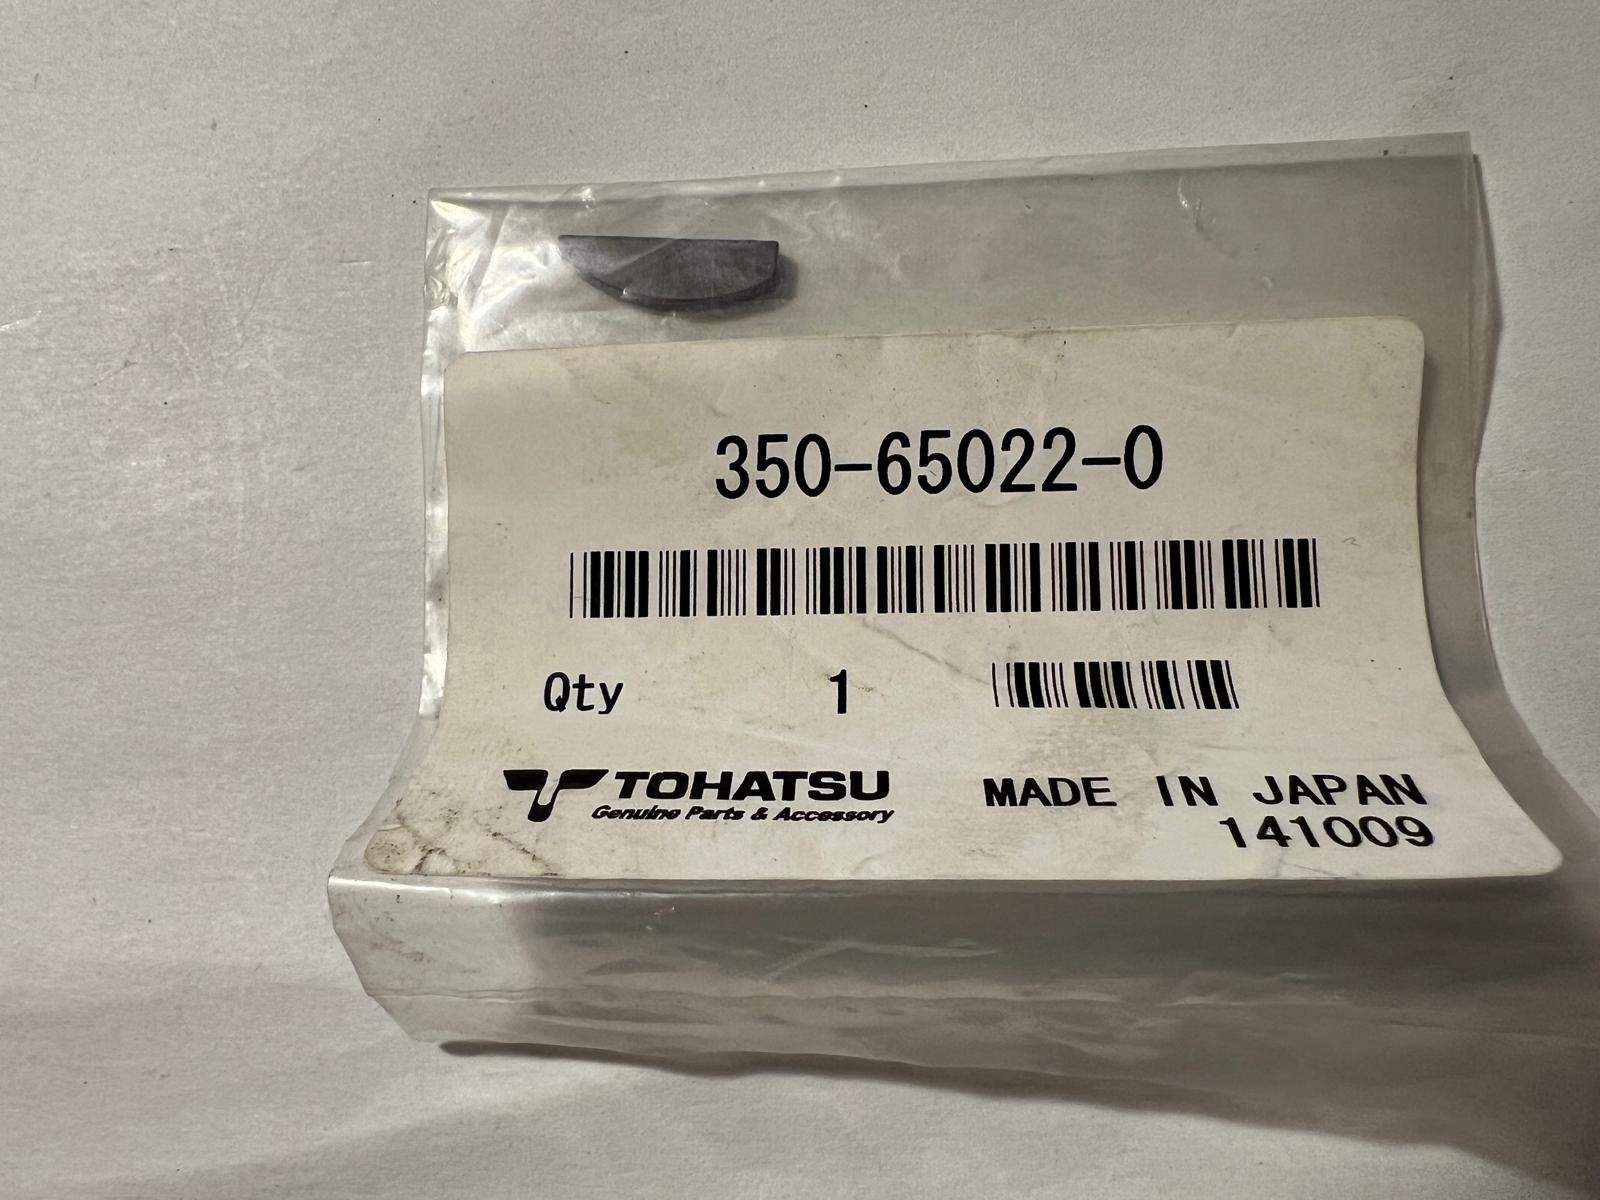 350-65022-0
Qty 1
TOHATSU
Genuine Parts & Accessory
MADE IN JAPAN
141009